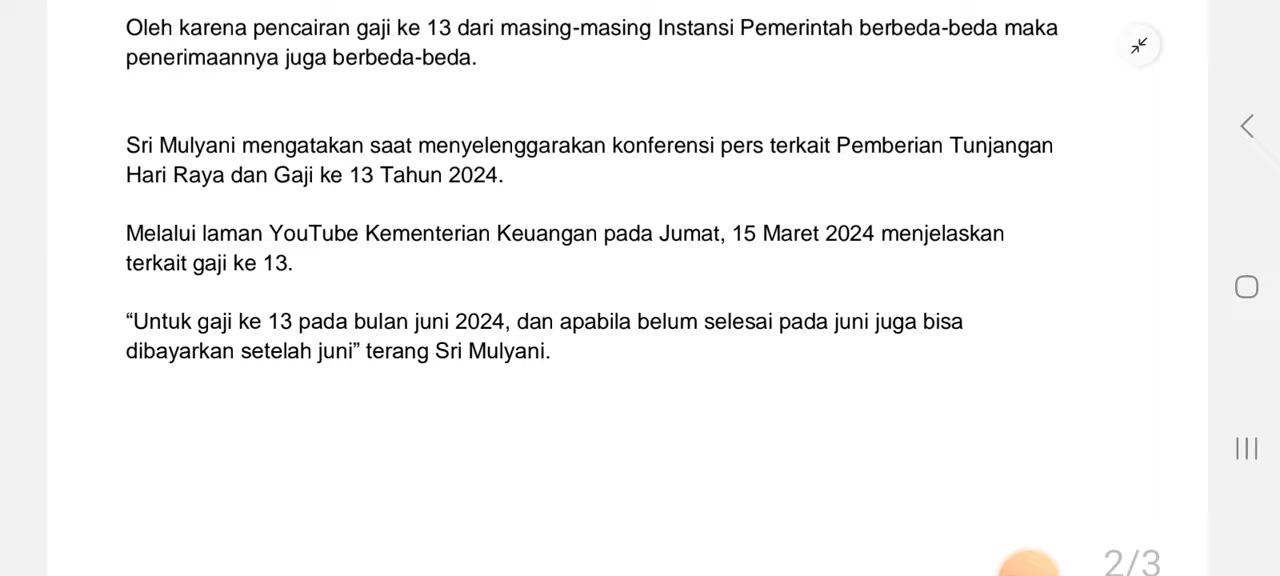 Oleh karena pencairan gaji ke 13 dari masing-masing Instansi Pemerintah berbeda-beda maka
penerimaannya juga berbeda-beda.
Sri Mulyani mengatakan saat menyelenggarakan konferensi pers terkait Pemberian Tunjangan
Hari Raya dan Gaji ke 13 Tahun 2024.
Melalui laman YouTube Kementerian Keuangan pada Jumat, 15 Maret 2024 menjelaskan
terkait gaji ke 13.
“Untuk gaji ke 13 pada bulan juni 2024, dan apabila belum selesai pada juni juga bisa
dibayarkan setelah juni” terang Sri Mulyani.
2/3